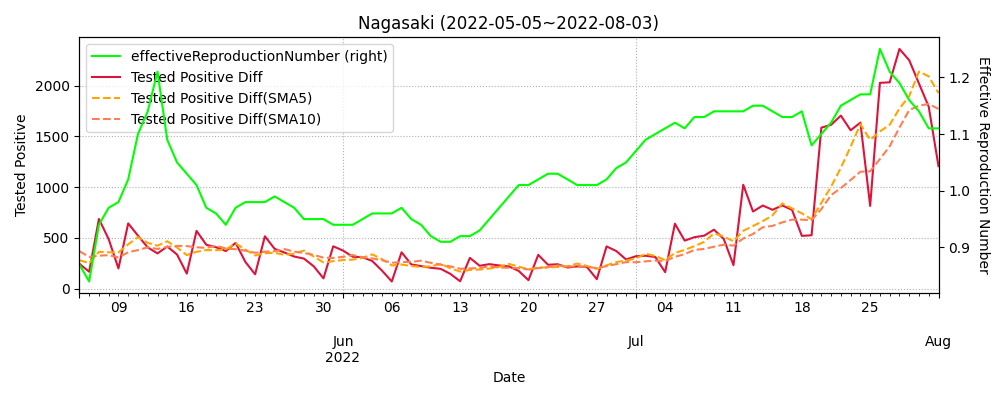 Nagasaki (2022-05-05~2022-08-03)
effectiveReproductionNumber (right)
Tested Positive Diff
Tested Positive Diff(SMA5)
Tested Positive Diff(SMA10)
Tested Positive
2000
1500
1000
500
0
Effective Reproduction Number
1.2
1.1
1.0
0.9
09 16 23 30 06 13 20 27 04 11 18 25
Jun Jul Aug
2022
Date